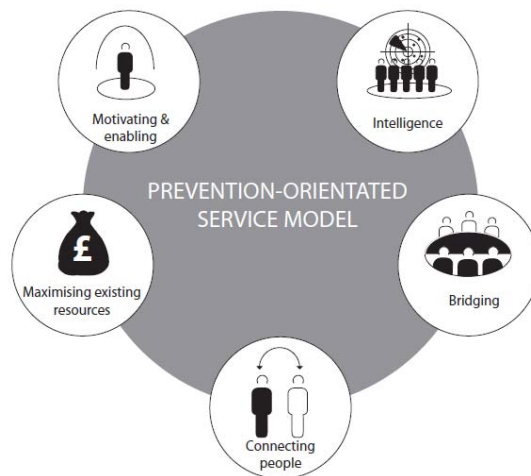 Motivating &
enabling
Intelligence
PREVENTION-ORIENTATED
SERVICE MODEL
£
Maximising existing
resources
Bridging
Connecting
people